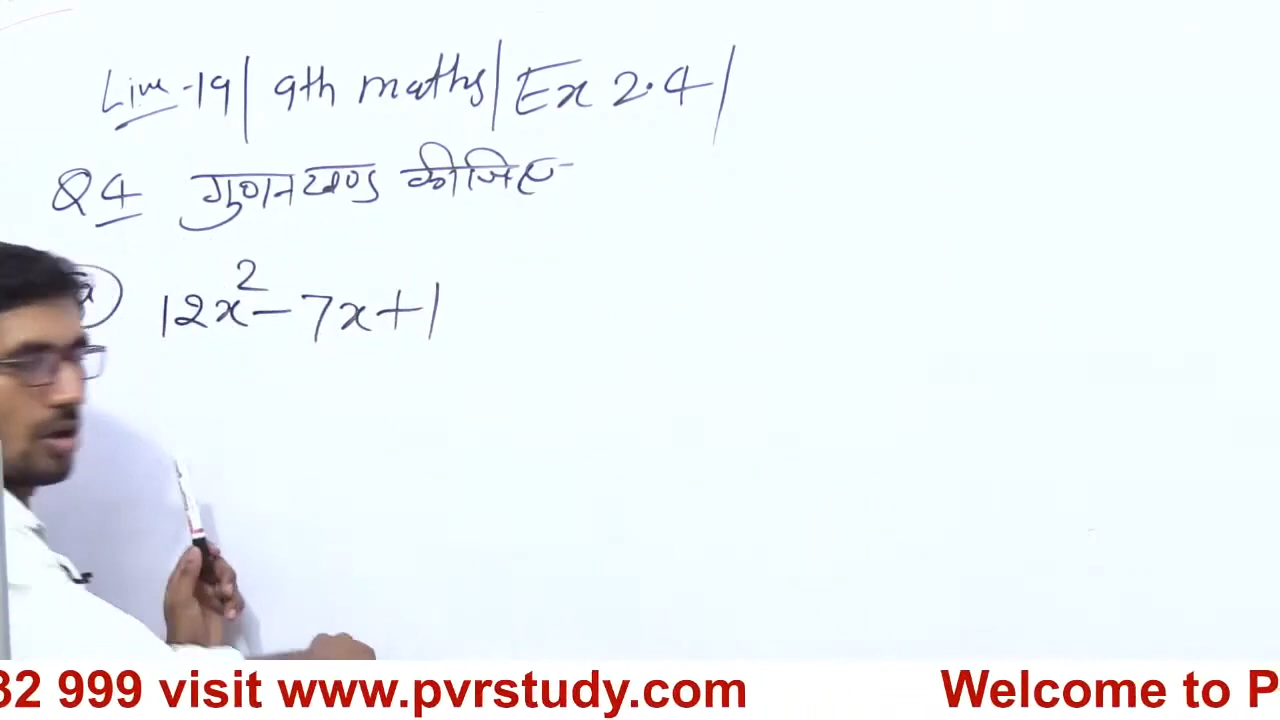 Live-19 | 9th maths | Ex 2.4 |
Q4 गुणनखण्ड कीजिए
a 12x² - 7x + 1
32 999 visit www.pvrstudy.com Welcome to P